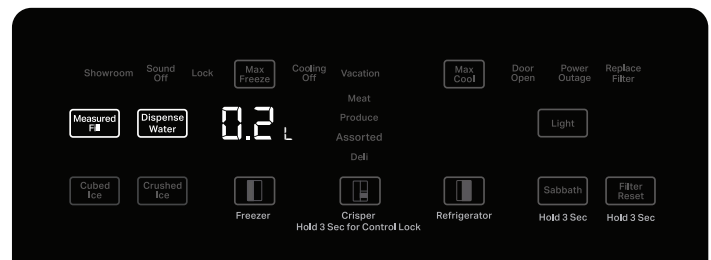 Showroom
Sound
Off
Lock
Max
Freeze
Cooling
Off
Vacation
Max
Cool
Door
Open
Power
Outage
Replace
Filter
Meat
Measured
Fill
Dispense
Water
0.2 L
Produce
Light
Assorted
Deli
Cubed
Ice
Crushed
Ice
Sabbath
Filter
Reset
Freezer
Crisper
Hold 3 Sec for Control Lock
Refrigerator
Hold 3 Sec
Hold 3 Sec